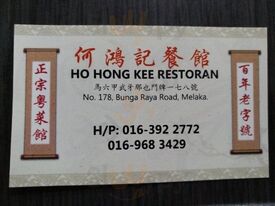 何鴻記餐館
HO HONG KEE RESTORAN
馬六甲武牙那也門牌一七八號
No. 178, Bunga Raya Road, Melaka.
正宗粤菜館
百年老字號
H/P: 016-392 2772
016-968 3429